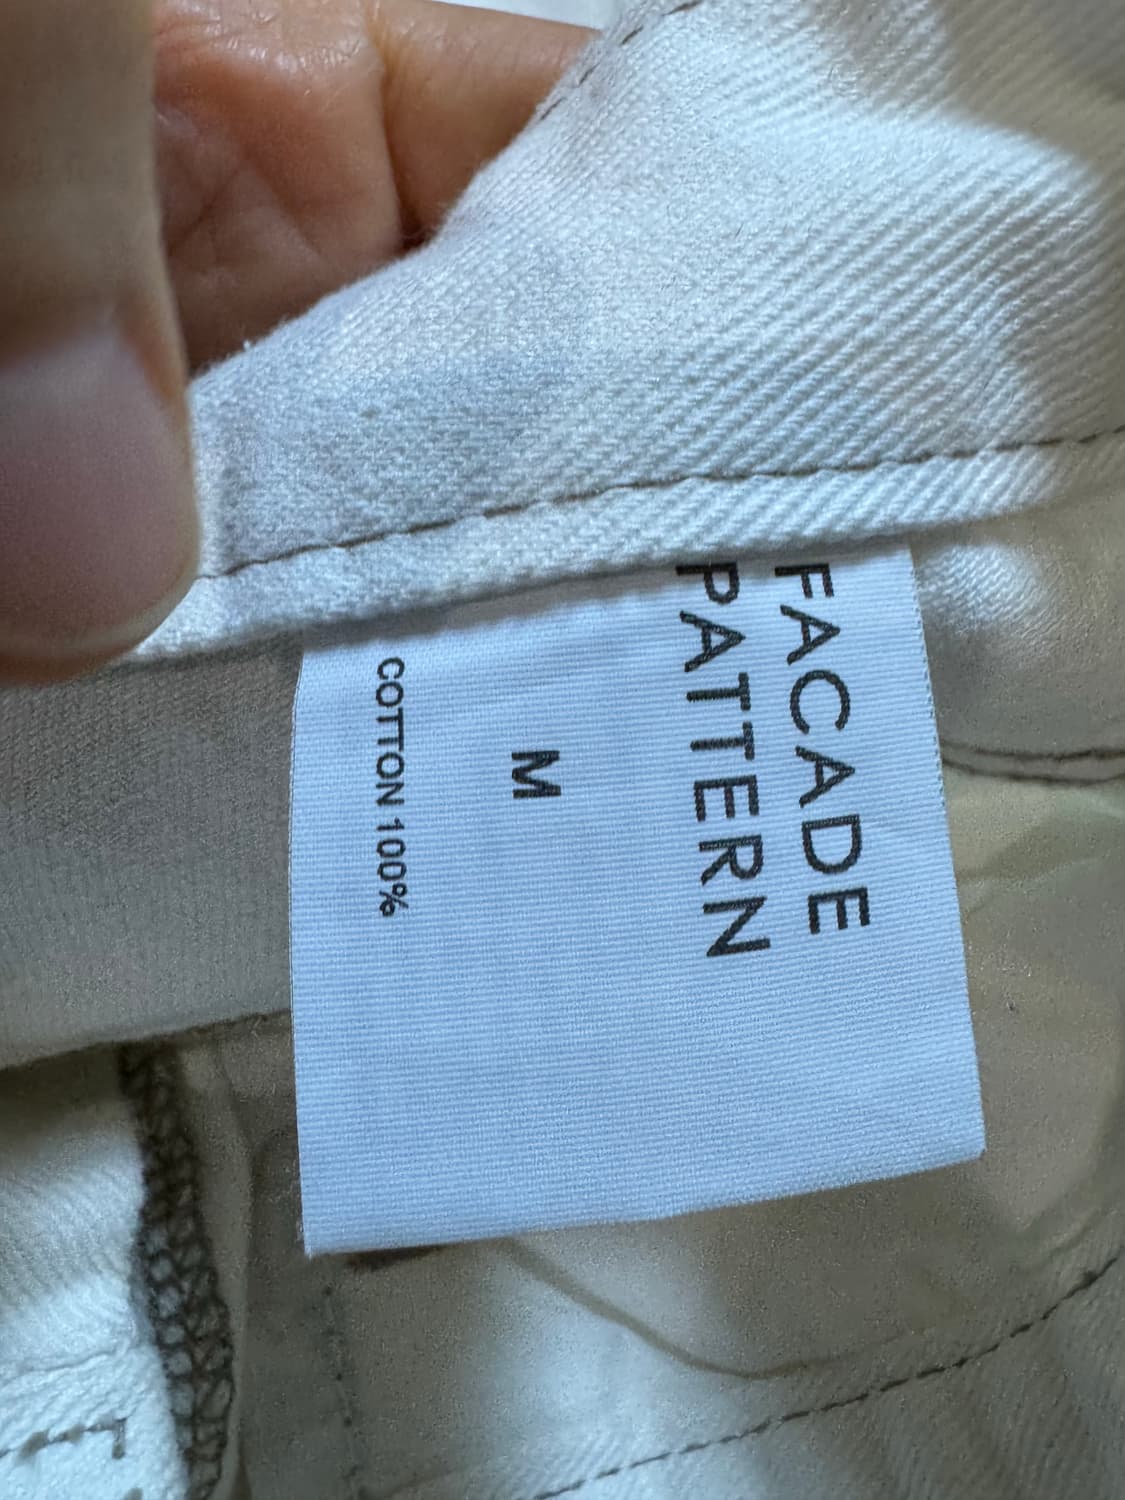 FACADE
PATTERN
M
COTTON 100%